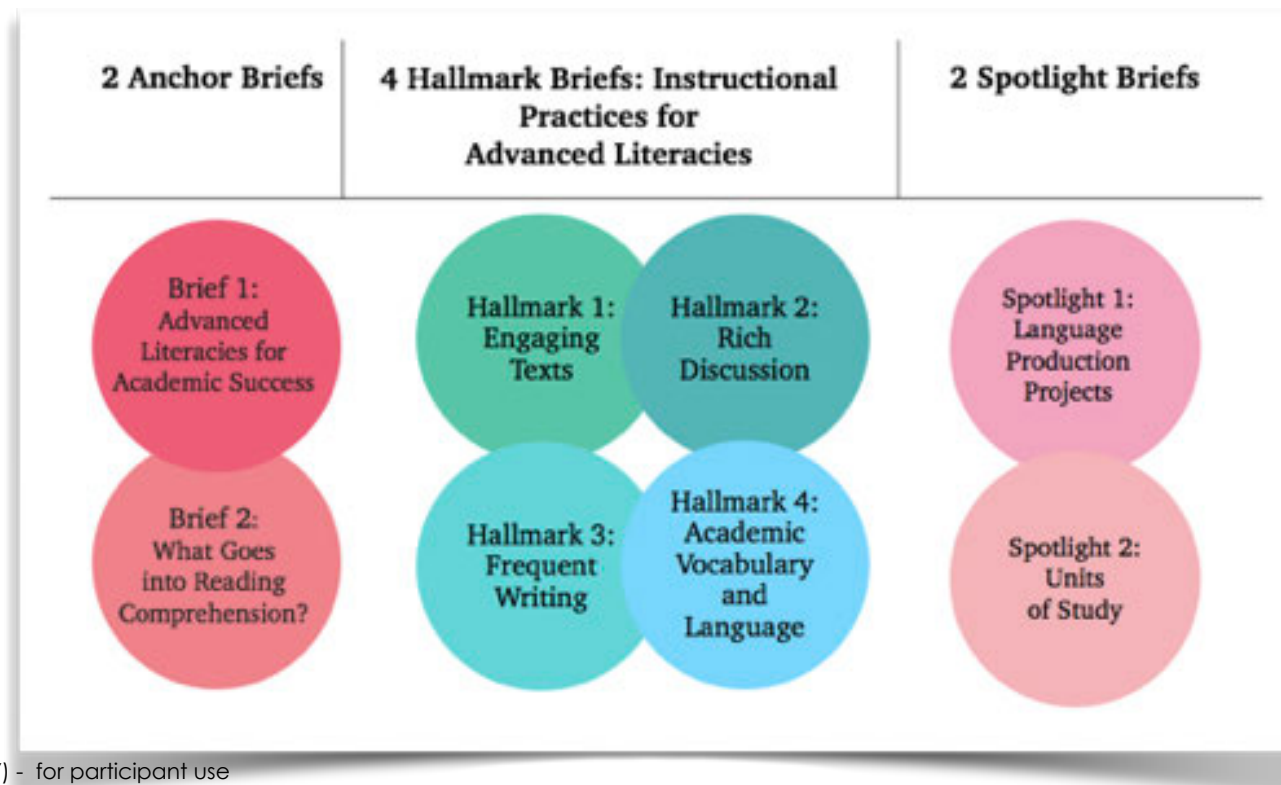 2 Anchor Briefs
4 Hallmark Briefs: Instructional
Practices for
Advanced Literacies
2 Spotlight Briefs
Brief 1:
Advanced
Literacies for
Academic Success
Brief 2:
What Goes
into Reading
Comprehension?
Hallmark 1:
Engaging
Texts
Hallmark 2:
Rich
Discussion
Hallmark 3:
Frequent
Writing
Hallmark 4:
Academic
Vocabulary
and
Language
Spotlight 1:
Language
Production
Projects
Spotlight 2:
Units
of Study
) - for participant use